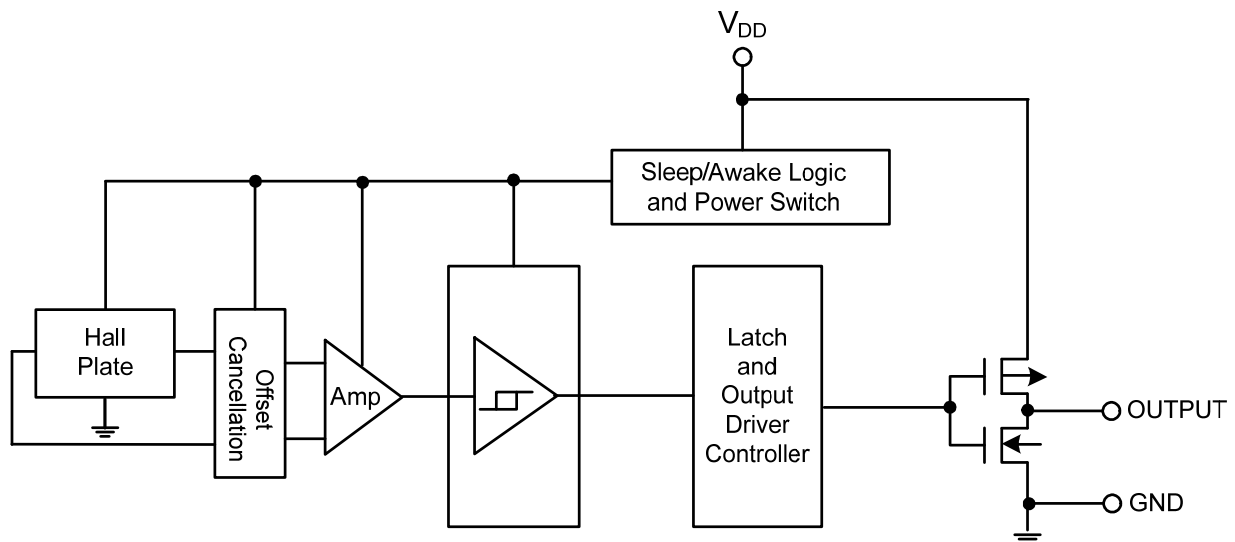 VDD
Sleep/Awake Logic
and Power Switch
Hall
Plate
Offset
Cancellation
Amp
Latch
and
Output
Driver
Controller
OUTPUT
GND